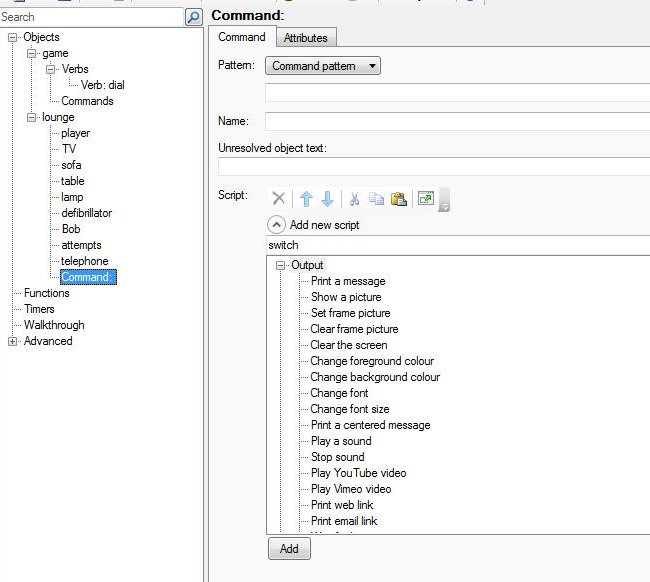 Search
Objects
game
Verbs
Verb: dial
Commands
lounge
player
TV
sofa
table
lamp
defibrillator
Bob
attempts
telephone
Command:
Functions
Timers
Walkthrough
Advanced
Command:
Command Attributes
Pattern: Command pattern
Name:
Unresolved object text:
Script:
Add new script
switch
Output
Print a message
Show a picture
Set frame picture
Clear frame picture
Clear the screen
Change foreground colour
Change background colour
Change font
Change font size
Print a centered message
Play a sound
Stop sound
Play YouTube video
Play Vimeo video
Print web link
Print email link
Add